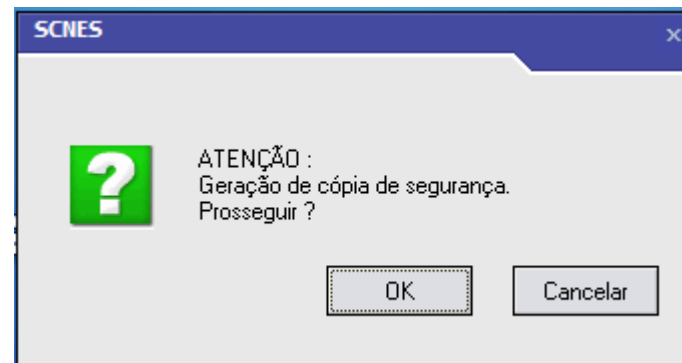 SCNES
ATENÇÃO :
Geração de cópia de segurança.
Prosseguir ?
OK
Cancelar